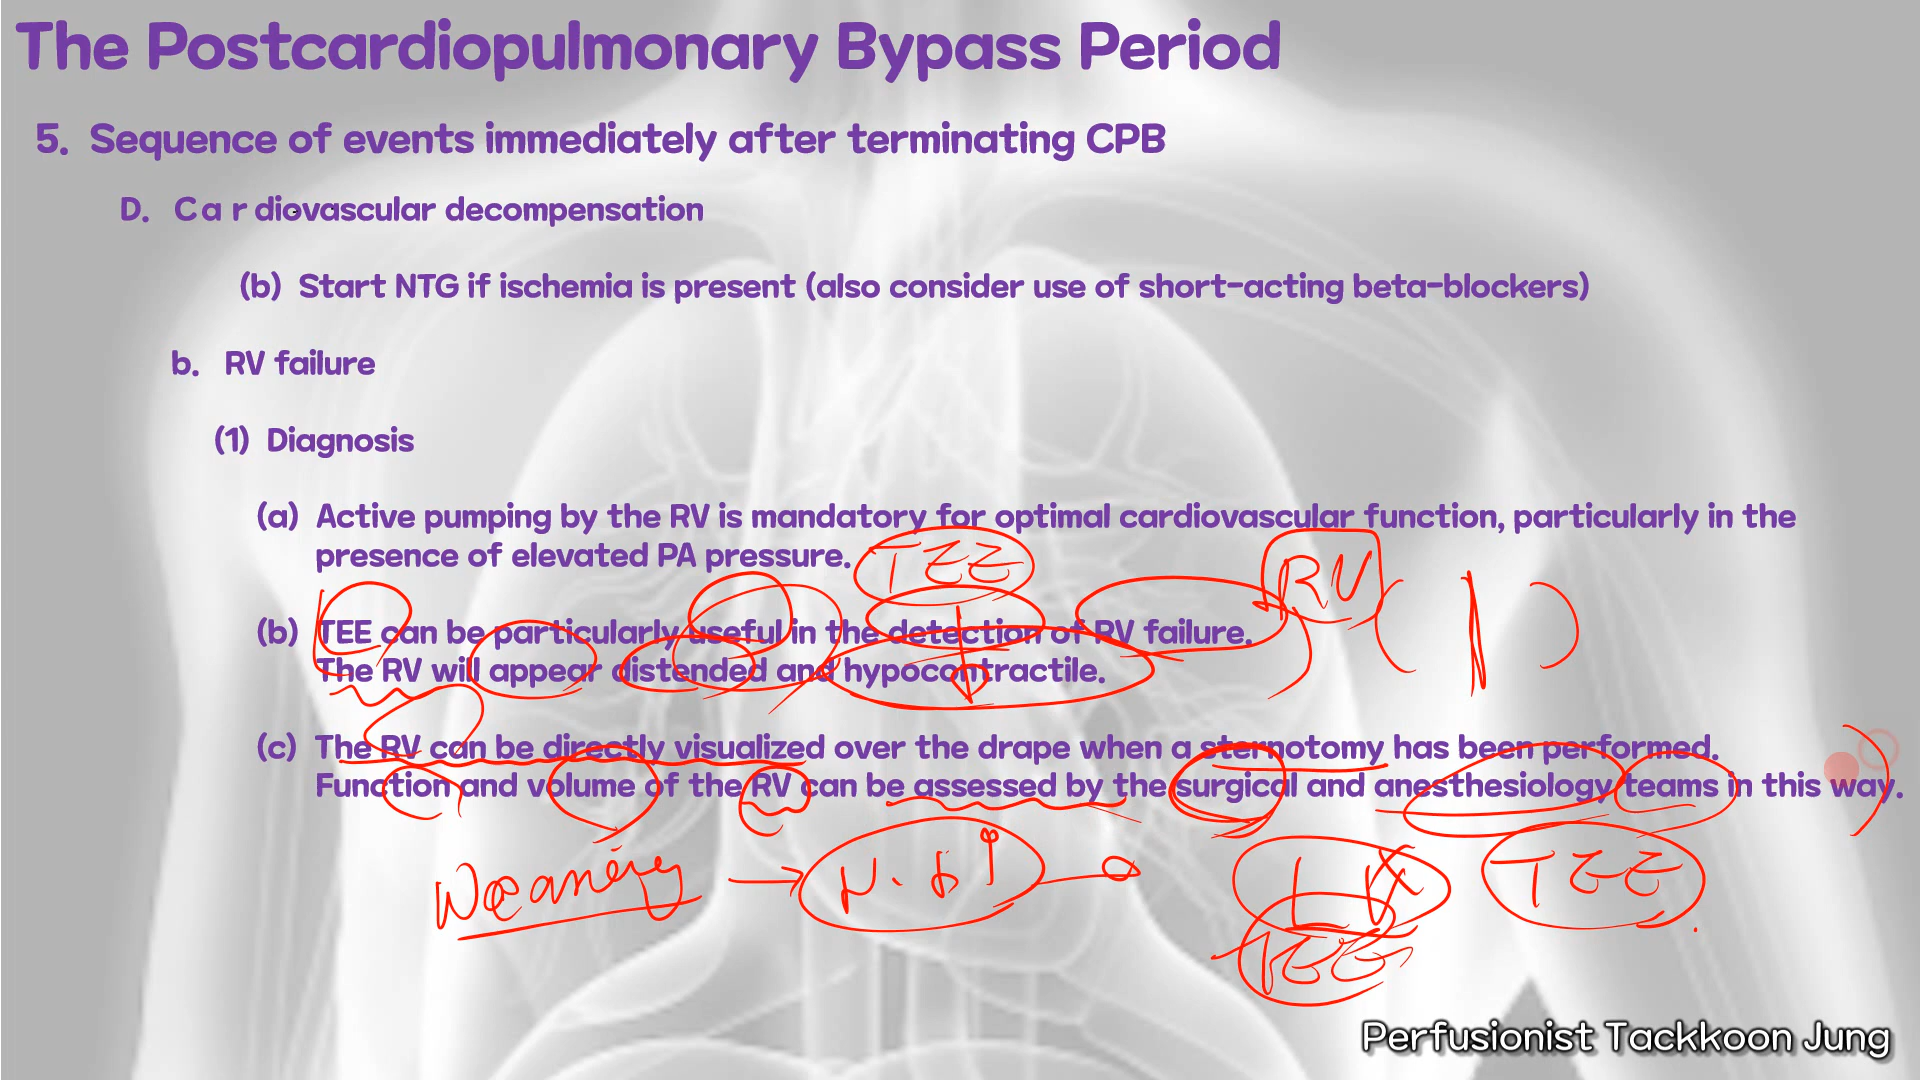 The Postcardiopulmonary Bypass Period
5. Sequence of events immediately after terminating CPB
D. Cardiovascular decompensation
(b) Start NTG if ischemia is present (also consider use of short-acting beta-blockers)
b. RV failure
(1) Diagnosis
(a) Active pumping by the RV is mandatory for optimal cardiovascular function, particularly in the
presence of elevated PA pressure.
TEE
RV
(b) TEE can be particularly useful in the detection of RV failure.
The RV will appear distended and hypocontractile.
(c) The RV can be directly visualized over the drape when a sternotomy has been performed.
Function and volume of the RV can be assessed by the surgical and anesthesiology teams in this way.
Weaning
LV
TEE
TEE
Perfusionist Tackkoon Jung